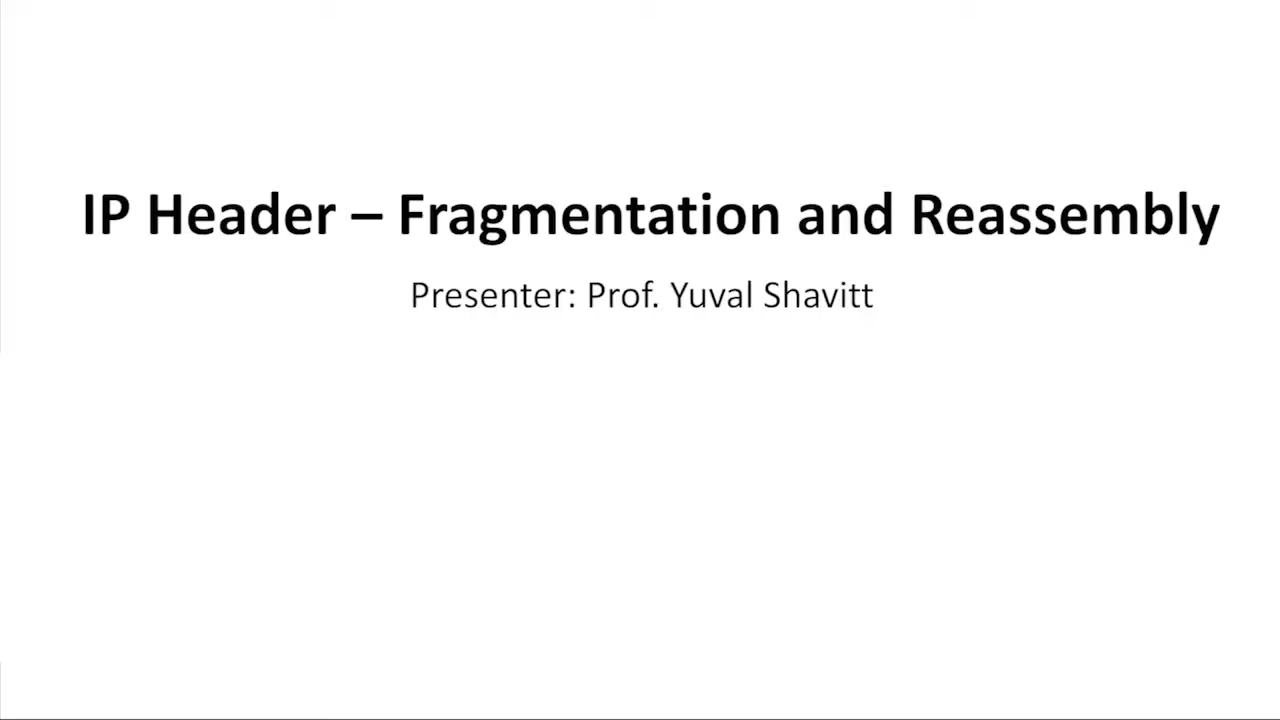 IP Header – Fragmentation and Reassembly
Presenter: Prof. Yuval Shavitt